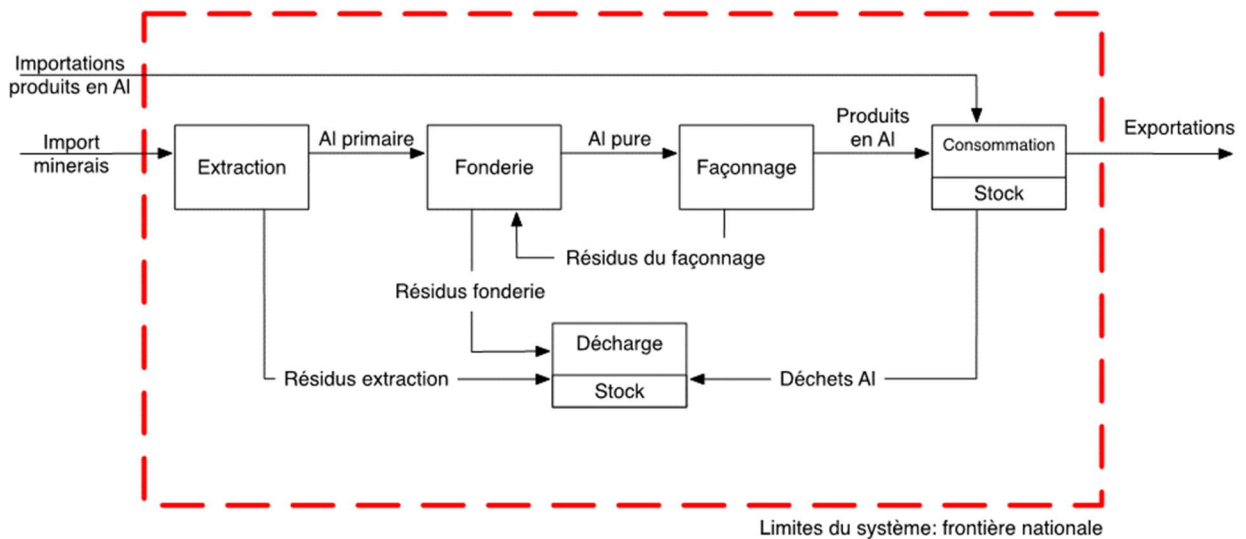 Importations
produits en Al
Import
minerais
Extraction
Al primaire
Fonderie
Al pure
Façonnage
Produits
en Al
Consommation
Stock
Exportations
Résidus du façonnage
Résidus fonderie
Décharge
Stock
Résidus extraction
Déchets Al
Limites du système: frontière nationale